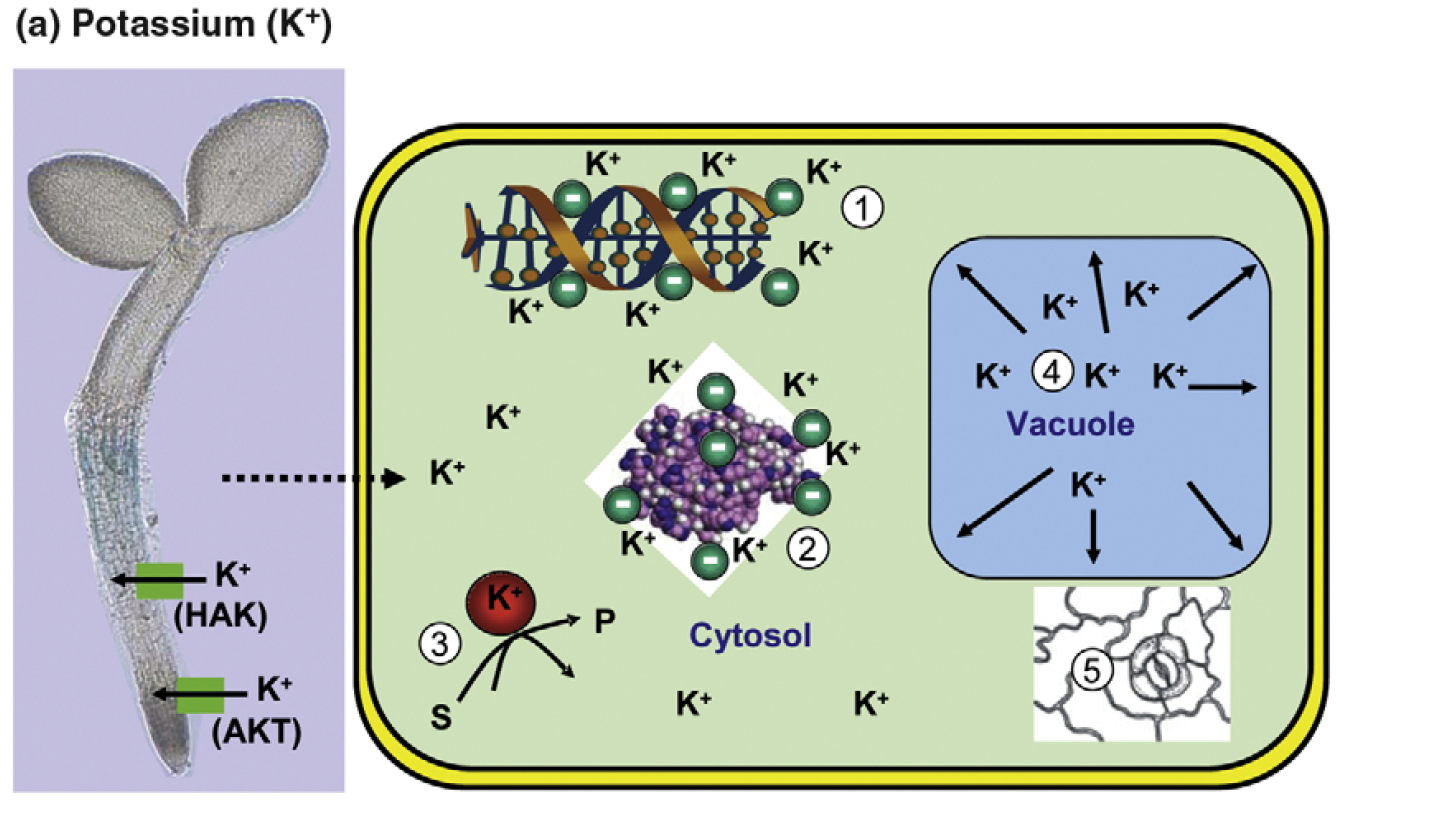 (a) Potassium (K⁺)
K⁺ K⁺ K⁺
①
K⁺
K⁺ K⁺
K⁺ K⁺
K⁺ ④ K⁺ K⁺
Vacuole
K⁺
K⁺ K⁺
K⁺
K⁺
K⁺
K⁺ K⁺
②
K⁺
(HAK)
K⁺
(AKT)
K⁺
③
P
S
Cytosol
K⁺ K⁺
⑤